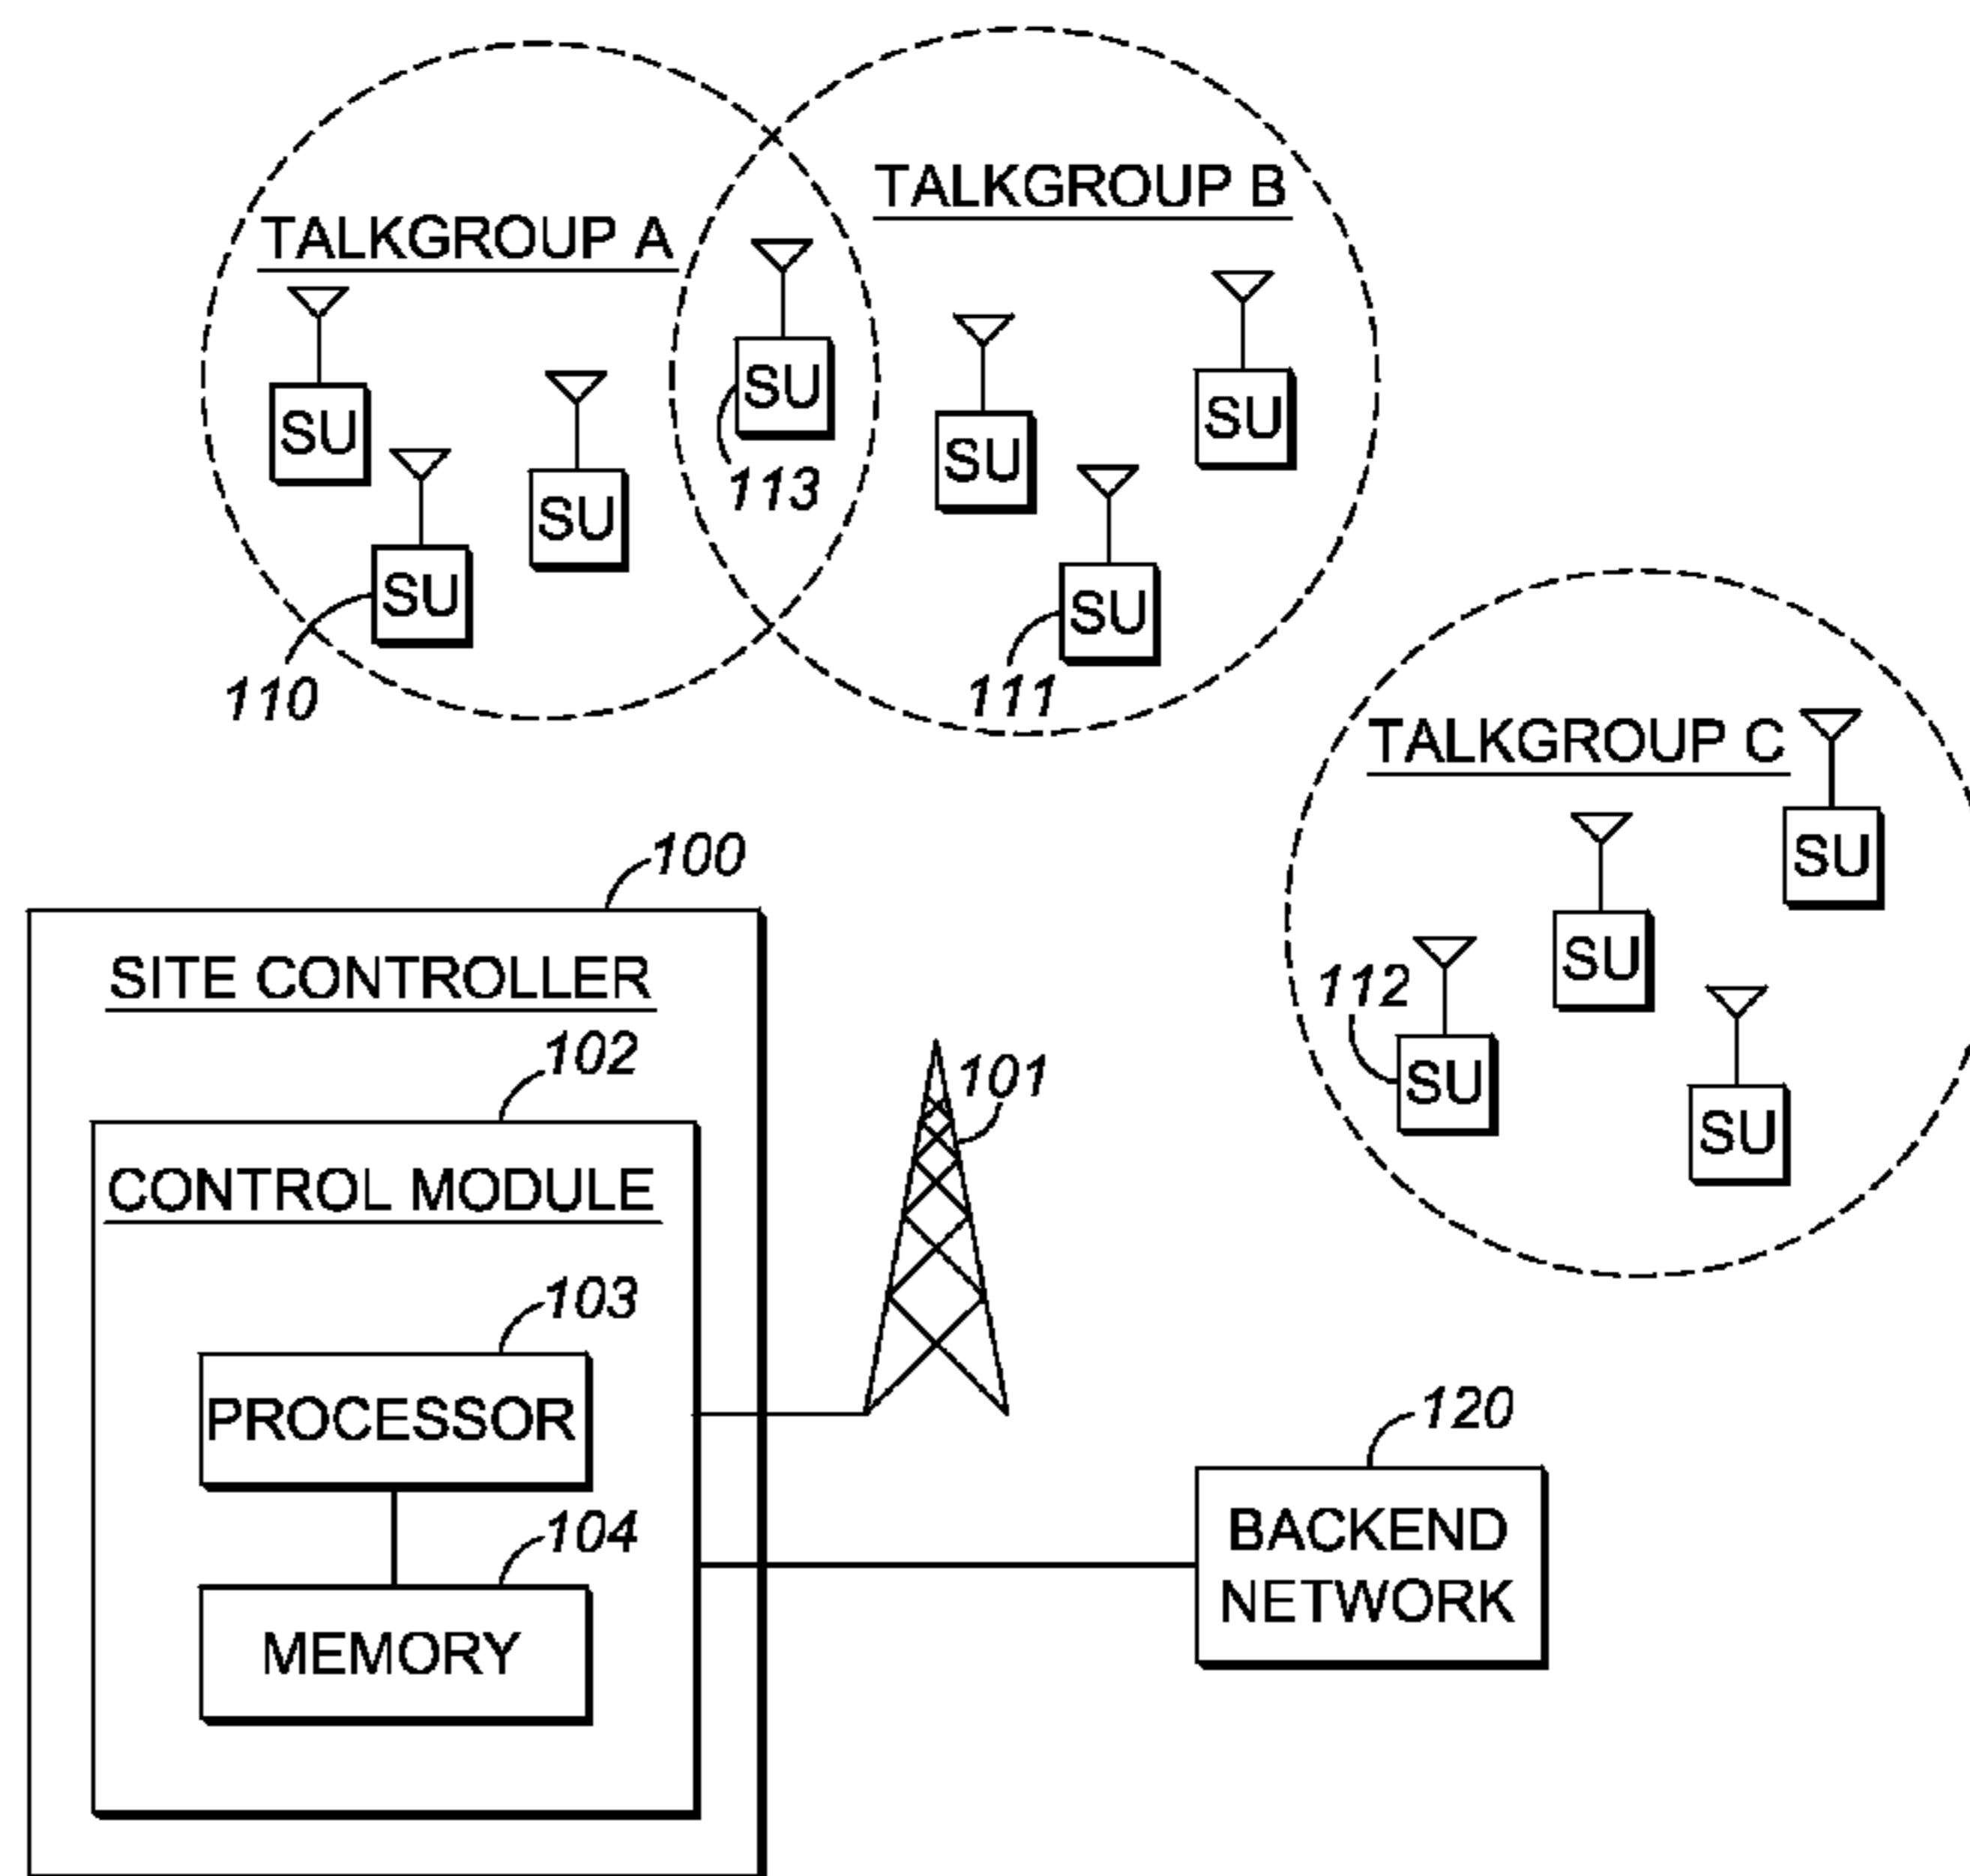 TALKGROUP A
TALKGROUP B
SU
SU
SU
SU
SU
SU
SU
113
110
111
TALKGROUP C
SU
SU
SU
SU
112
100
SITE CONTROLLER
102
CONTROL MODULE
101
103
PROCESSOR
104
MEMORY
120
BACKEND
NETWORK